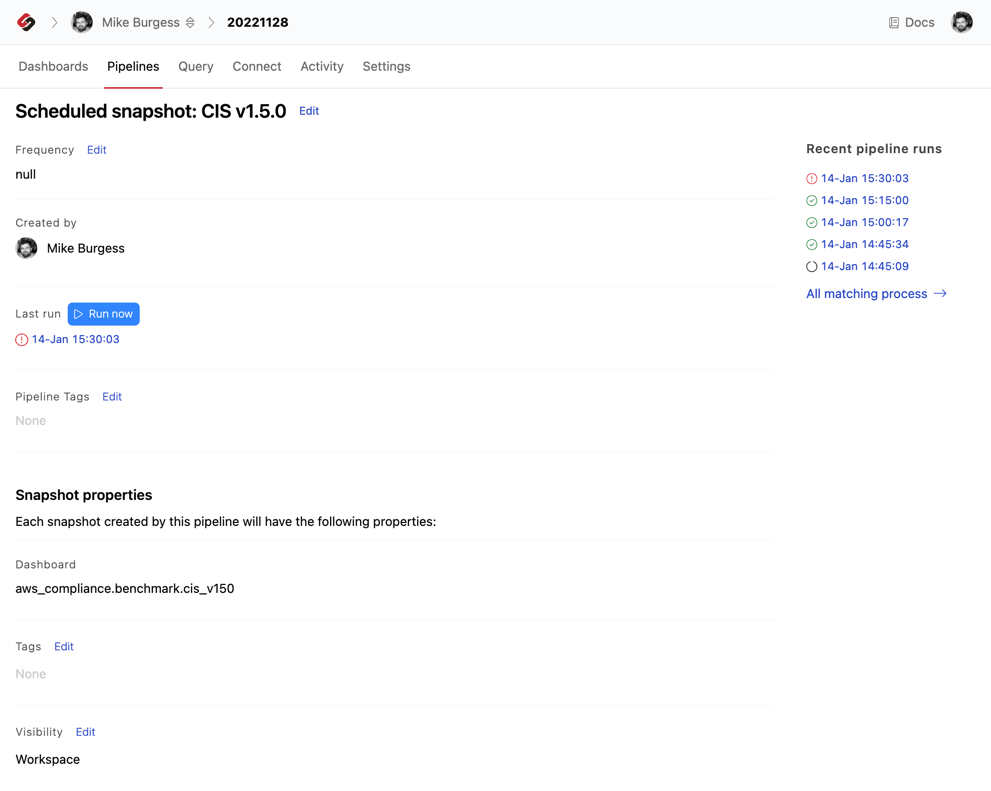 Mike Burgess
20221128
Docs
Dashboards
Pipelines
Query
Connect
Activity
Settings
Scheduled snapshot: CIS v1.5.0 Edit
Frequency Edit
null
Created by
Mike Burgess
Last run Run now
14-Jan 15:30:03
Pipeline Tags Edit
None
Snapshot properties
Each snapshot created by this pipeline will have the following properties:
Dashboard
aws_compliance.benchmark.cis_v150
Tags Edit
None
Visibility Edit
Workspace
Recent pipeline runs
14-Jan 15:30:03
14-Jan 15:15:00
14-Jan 15:00:17
14-Jan 14:45:34
14-Jan 14:45:09
All matching process →